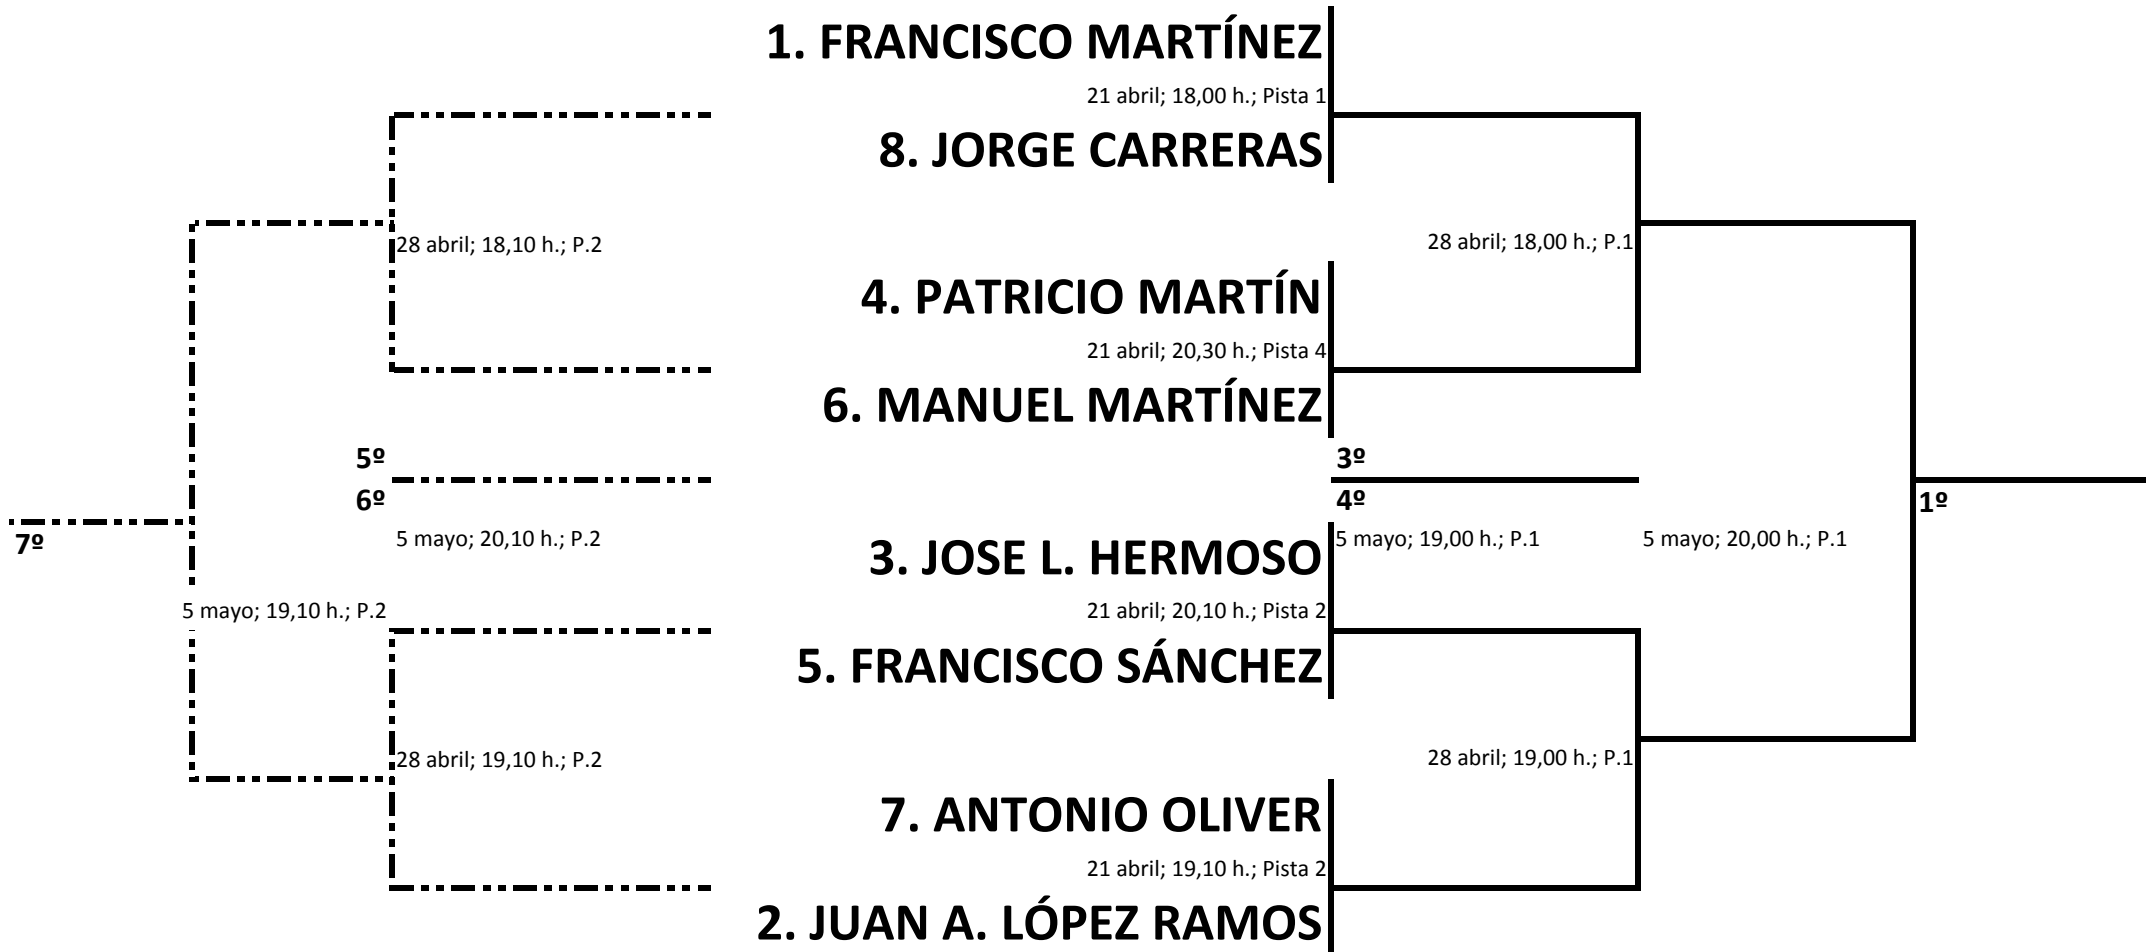 1. FRANCISCO MARTÍNEZ
21 abril; 18,00 h.; Pista 1
8. JORGE CARRERAS
28 abril; 18,10 h.; P.2
28 abril; 18,00 h.; P.1
4. PATRICIO MARTÍN
21 abril; 20,30 h.; Pista 4
6. MANUEL MARTÍNEZ
5º
3º
6º
4º
1º
7º
5 mayo; 20,10 h.; P.2
3. JOSE L. HERMOSO
5 mayo; 19,00 h.; P.1
5 mayo; 20,00 h.; P.1
5 mayo; 19,10 h.; P.2
21 abril; 20,10 h.; Pista 2
5. FRANCISCO SÁNCHEZ
28 abril; 19,10 h.; P.2
28 abril; 19,00 h.; P.1
7. ANTONIO OLIVER
21 abril; 19,10 h.; Pista 2
2. JUAN A. LÓPEZ RAMOS